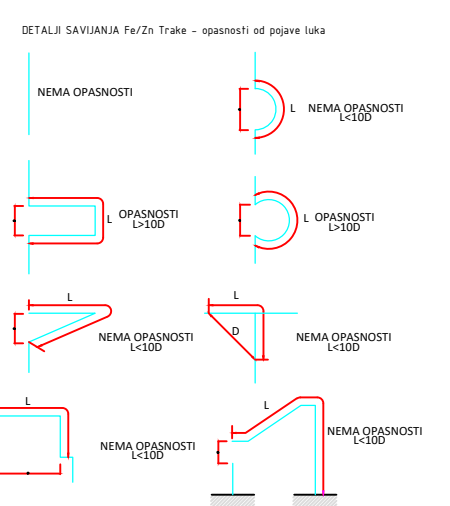 DETALJI SAVIJANJA Fe/Zn Trake - opasnosti od pojave luka
NEMA OPASNOSTI
L
NEMA OPASNOSTI
L<10D
L
OPASNOSTI
L>10D
L
OPASNOSTI
L>10D
L
NEMA OPASNOSTI
L<10D
L
D
NEMA OPASNOSTI
L<10D
L
NEMA OPASNOSTI
L<10D
L
NEMA OPASNOSTI
L<10D